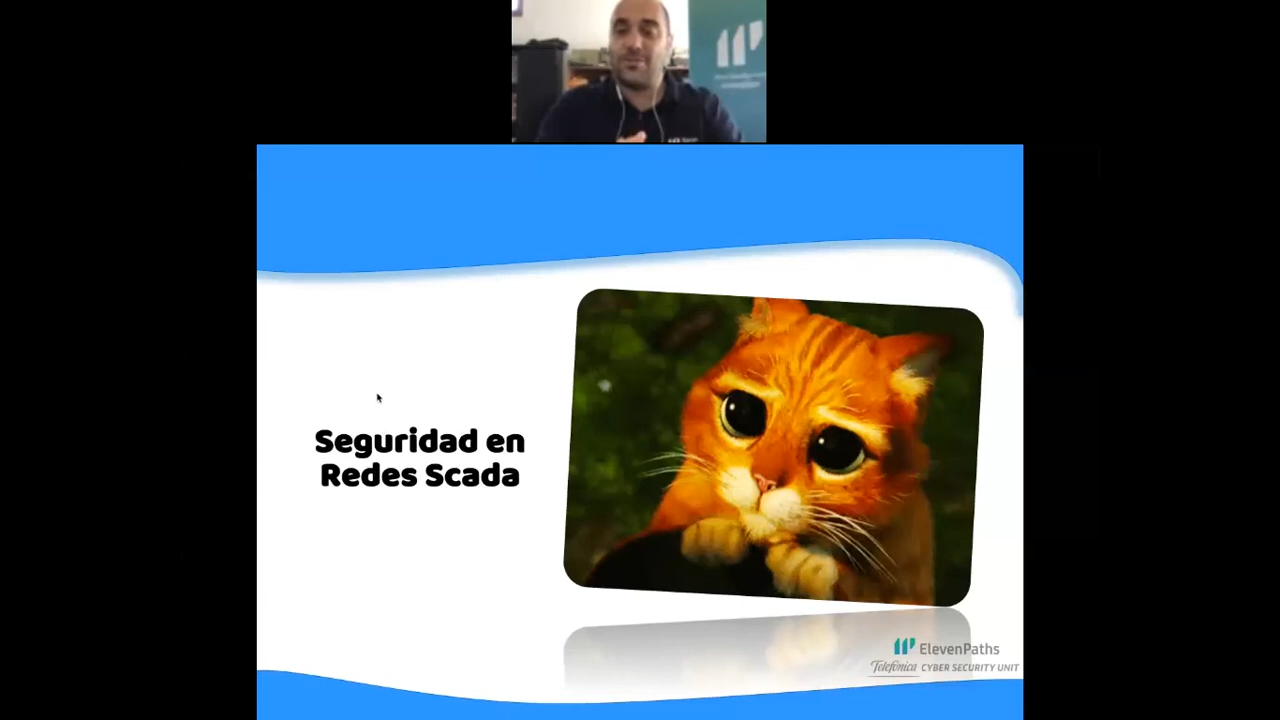 Seguridad en
Redes Scada
ElevenPaths
Telefónica CYBER SECURITY UNIT